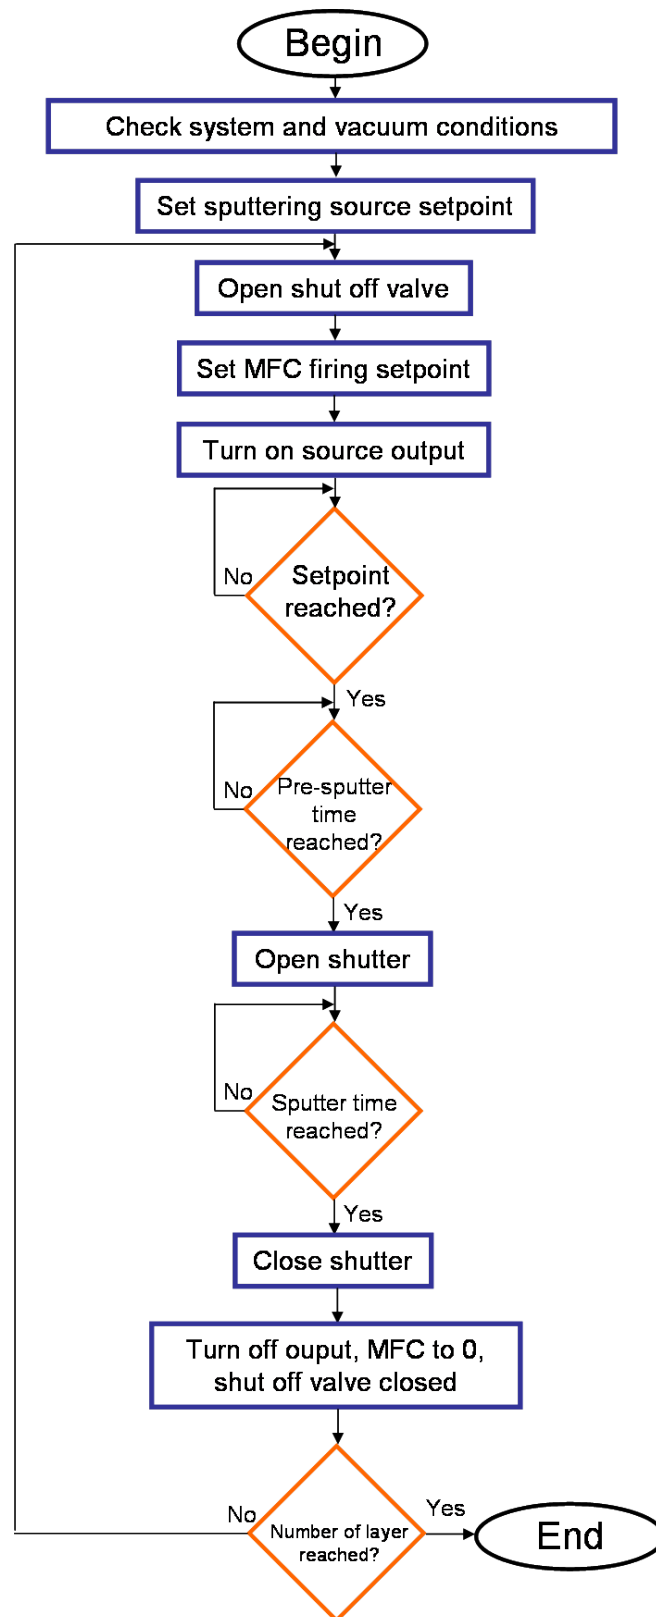 Begin
Check system and vacuum conditions
Set sputtering source setpoint
Open shut off valve
Set MFC firing setpoint
Turn on source output
No
Setpoint
reached?
Yes
No
Pre-sputter
time
reached?
Yes
Open shutter
No
Sputter time
reached?
Yes
Close shutter
Turn off ouput, MFC to 0,
shut off valve closed
No
Number of layer
reached?
Yes
End